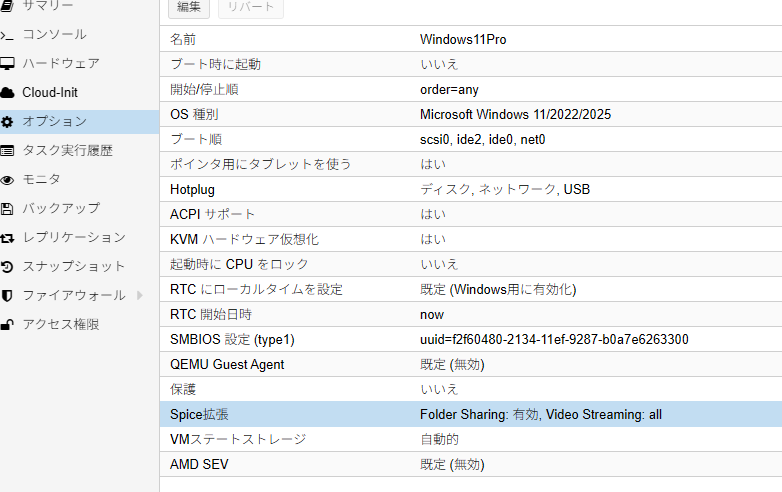 サマリー
編集 リバート
コンソール
ハードウェア
Cloud-Init
オプション
タスク実行履歴
モニタ
バックアップ
レプリケーション
スナップショット
ファイアウォール
アクセス権限
名前 Windows11Pro
ブート時に起動 いいえ
開始/停止順 order=any
OS 種別 Microsoft Windows 11/2022/2025
ブート順 scsi0, ide2, ide0, net0
ポインタ用にタブレットを使う はい
Hotplug ディスク, ネットワーク, USB
ACPI サポート はい
KVM ハードウェア仮想化 はい
起動時に CPU をロック いいえ
RTC にローカルタイムを設定 既定 (Windows用に有効化)
RTC 開始日時 now
SMBIOS 設定 (type1) uuid=f2f60480-2134-11ef-9287-b0a7e6263300
QEMU Guest Agent 既定 (無効)
保護 いいえ
Spice拡張 Folder Sharing: 有効, Video Streaming: all
VMステートストレージ 自動的
AMD SEV 既定 (無効)